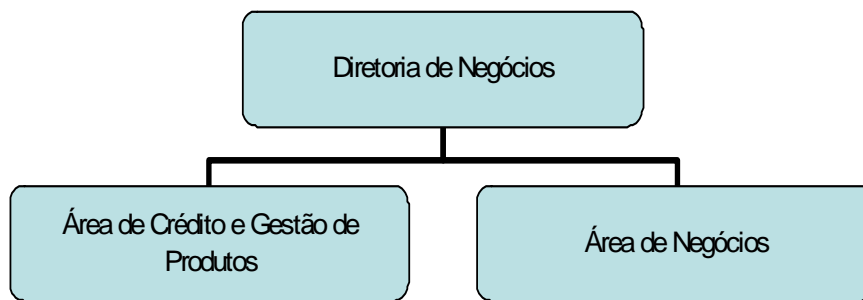 Diretoria de Negócios
Área de Crédito e Gestão de
Produtos
Área de Negócios